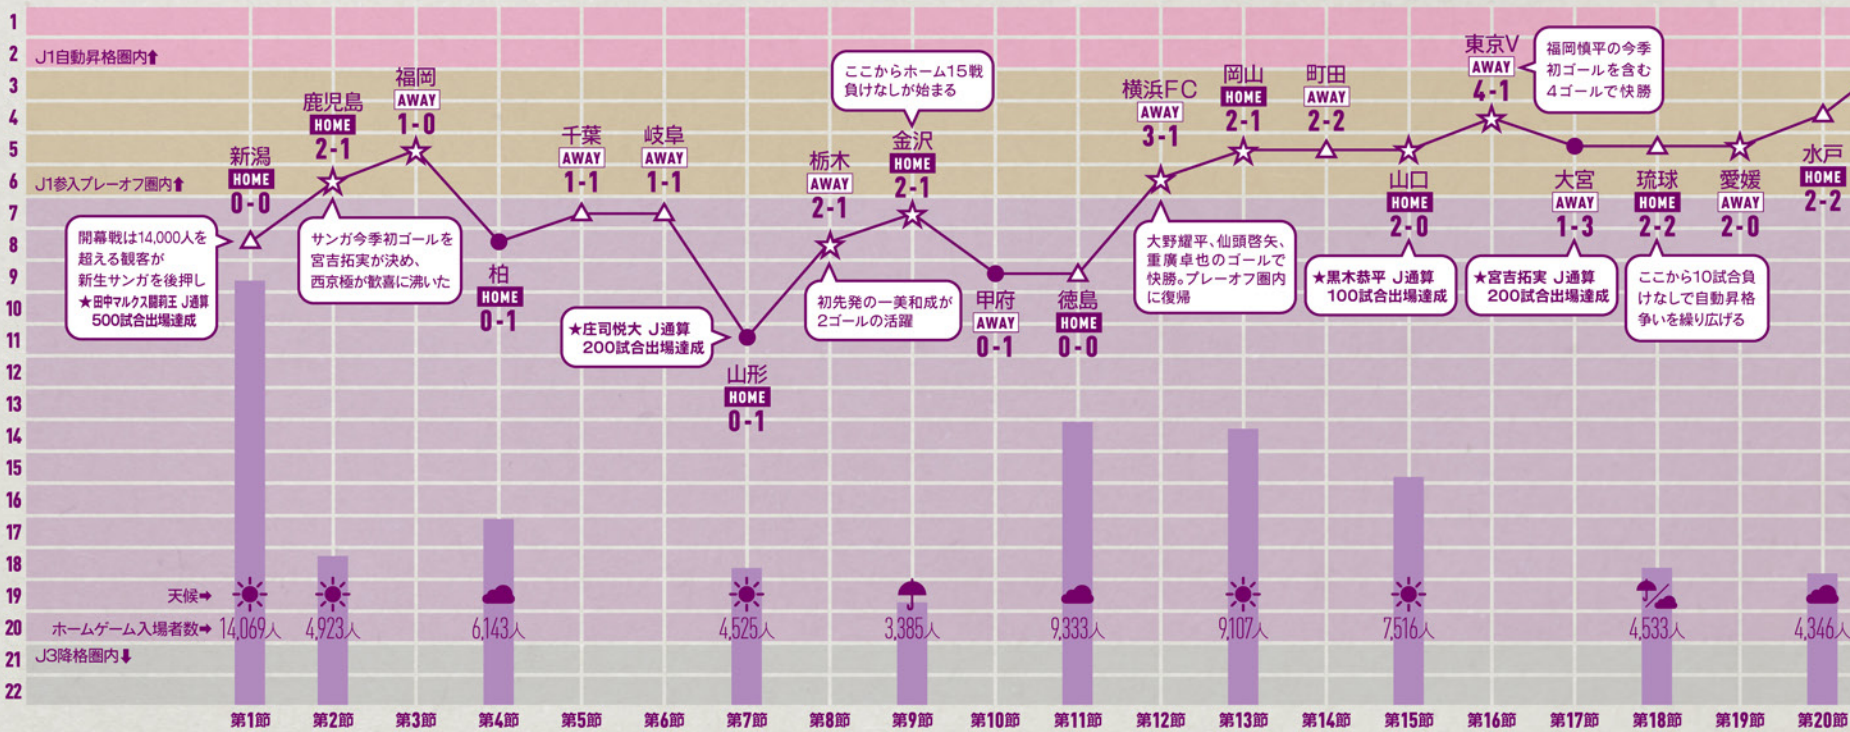 1
2
3
4
5
6
7
8
9
10
11
12
13
14
15
16
17
18
19
20
21
22
J1自動昇格圏内⬆
J1参入プレーオフ圏内⬆
J3降格圏内⬇
天候➡
ホームゲーム入場者数➡
新潟
HOME
0-0
開幕戦は14,000人を
超える観客が
新生サンガを後押し
★田中マルクス闘莉王 J通算
500試合出場達成
14,069人
鹿児島
HOME
2-1
サンガ今季初ゴールを
宮吉拓実が決め、
西京極が歓喜に沸いた
4,923人
福岡
AWAY
1-0
柏
HOME
0-1
6,143人
千葉
AWAY
1-1
岐阜
AWAY
1-1
★庄司悦大 J通算
200試合出場達成
山形
HOME
0-1
4,525人
栃木
AWAY
2-1
初先発の一美和成が
2ゴールの活躍
ここからホーム15戦
負けなしが始まる
金沢
HOME
2-1
3,385人
甲府
AWAY
0-1
徳島
HOME
0-0
9,333人
横浜FC
AWAY
3-1
大野耀平、仙頭啓矢、
重廣卓也のゴールで
快勝。プレーオフ圏内
に復帰
岡山
HOME
2-1
9,107人
町田
AWAY
2-2
山口
HOME
2-0
★黒木恭平 J通算
100試合出場達成
7,516人
東京V
AWAY
4-1
福岡慎平の今季
初ゴールを含む
4ゴールで快勝
大宮
AWAY
1-3
★宮吉拓実 J通算
200試合出場達成
琉球
HOME
2-2
ここから10試合負
けなしで自動昇格
争いを繰り広げる
4,533人
愛媛
AWAY
2-0
水戸
HOME
2-2
4,346人
第1節
第2節
第3節
第4節
第5節
第6節
第7節
第8節
第9節
第10節
第11節
第12節
第13節
第14節
第15節
第16節
第17節
第18節
第19節
第20節